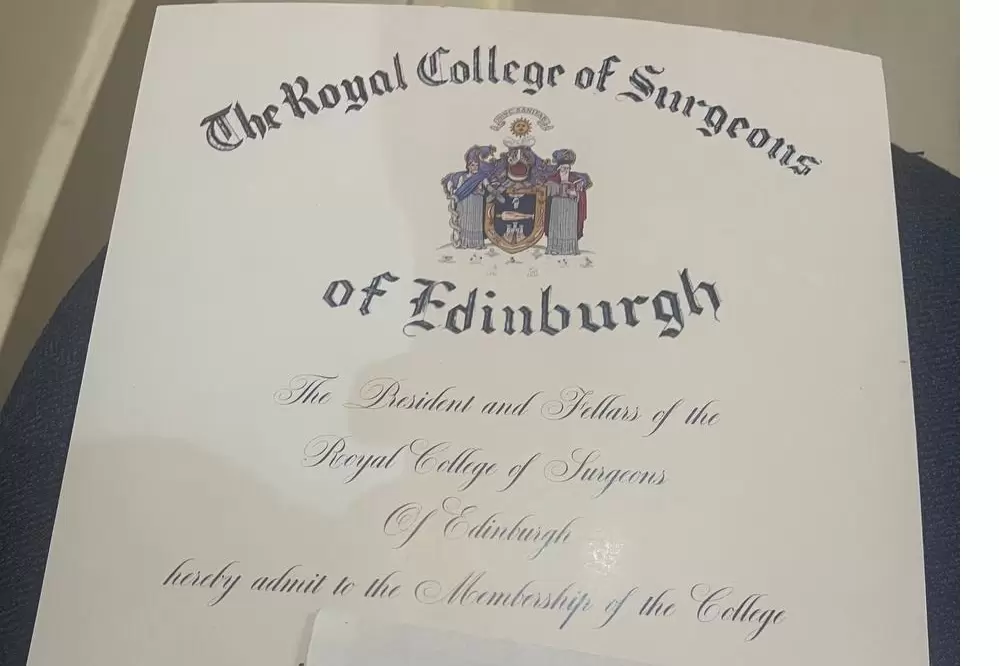 The Royal College of Surgeons
of Edinburgh
The President and Fellars of the
Royal College of Surgeons
Of Edinburgh
hereby admit to the Membership of the College